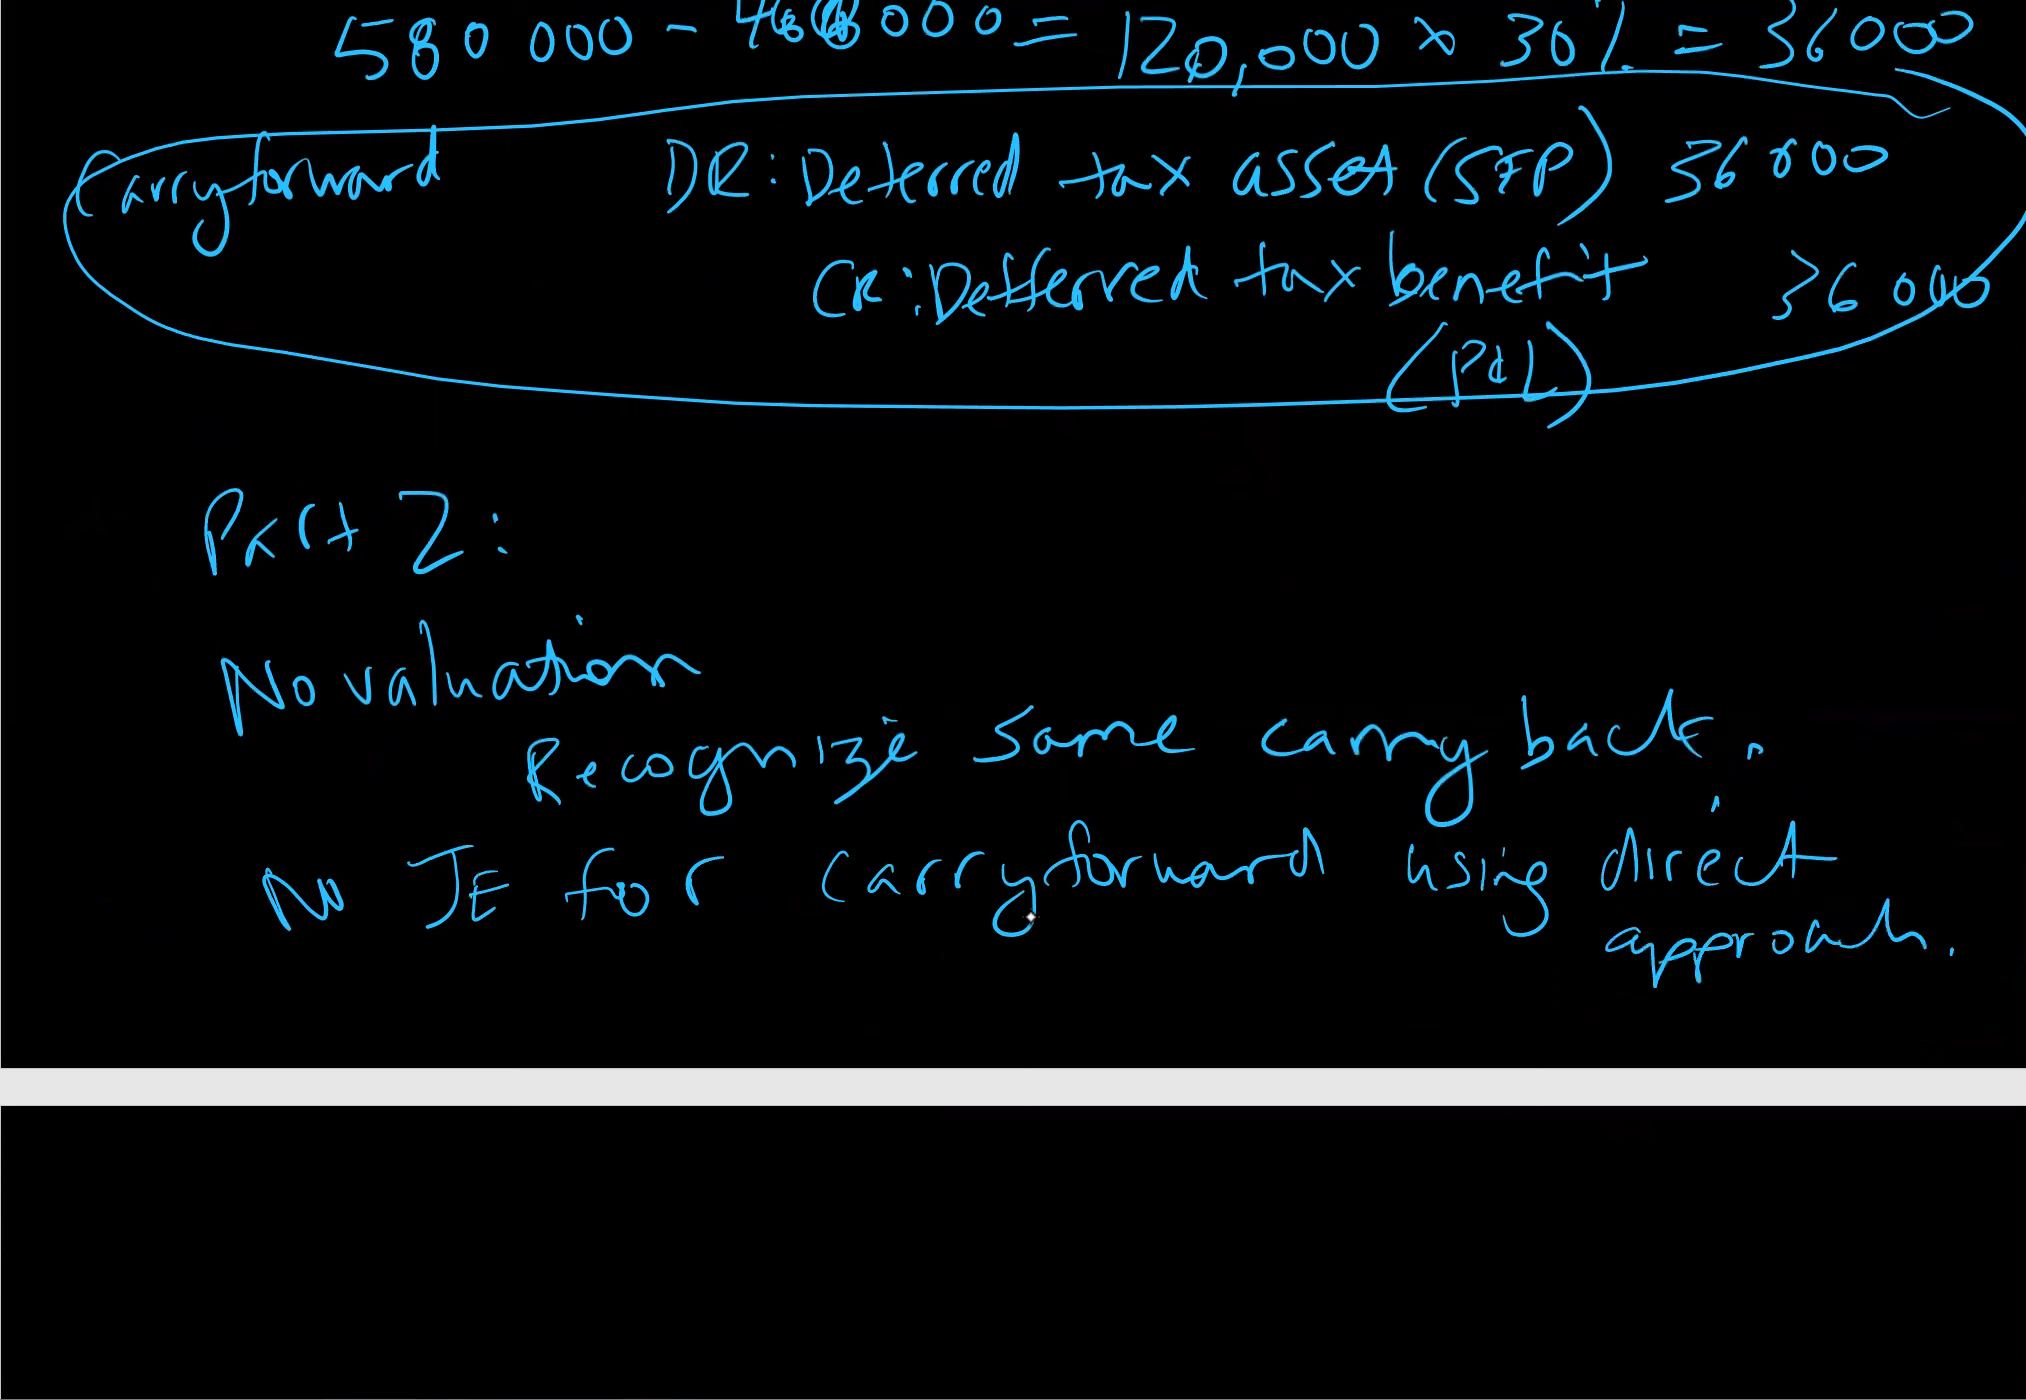 580 000 - 460 000 = 120,000 x 30% = 36000
Carryforward DR: Deferred tax asset (SFP) 36 000
CR: Defferred tax benefit 36 000
(P&L)
Part 2:
No valuation
Recognize same carry back.
No JE for carryforward using direct
approach.